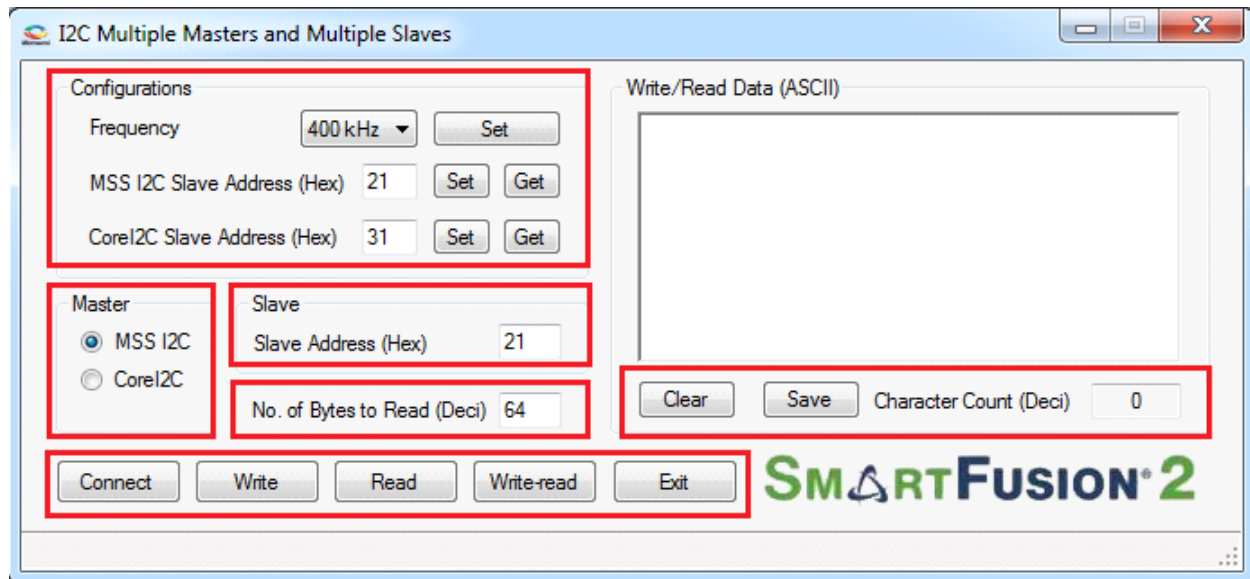 I2C Multiple Masters and Multiple Slaves
Configurations
Frequency 400 kHz Set
MSS I2C Slave Address (Hex) 21 Set Get
CoreI2C Slave Address (Hex) 31 Set Get
Master
MSS I2C
CoreI2C
Slave
Slave Address (Hex) 21
No. of Bytes to Read (Deci) 64
Write/Read Data (ASCII)
Clear Save Character Count (Deci) 0
Connect Write Read Write-read Exit
SMARTFUSION® 2